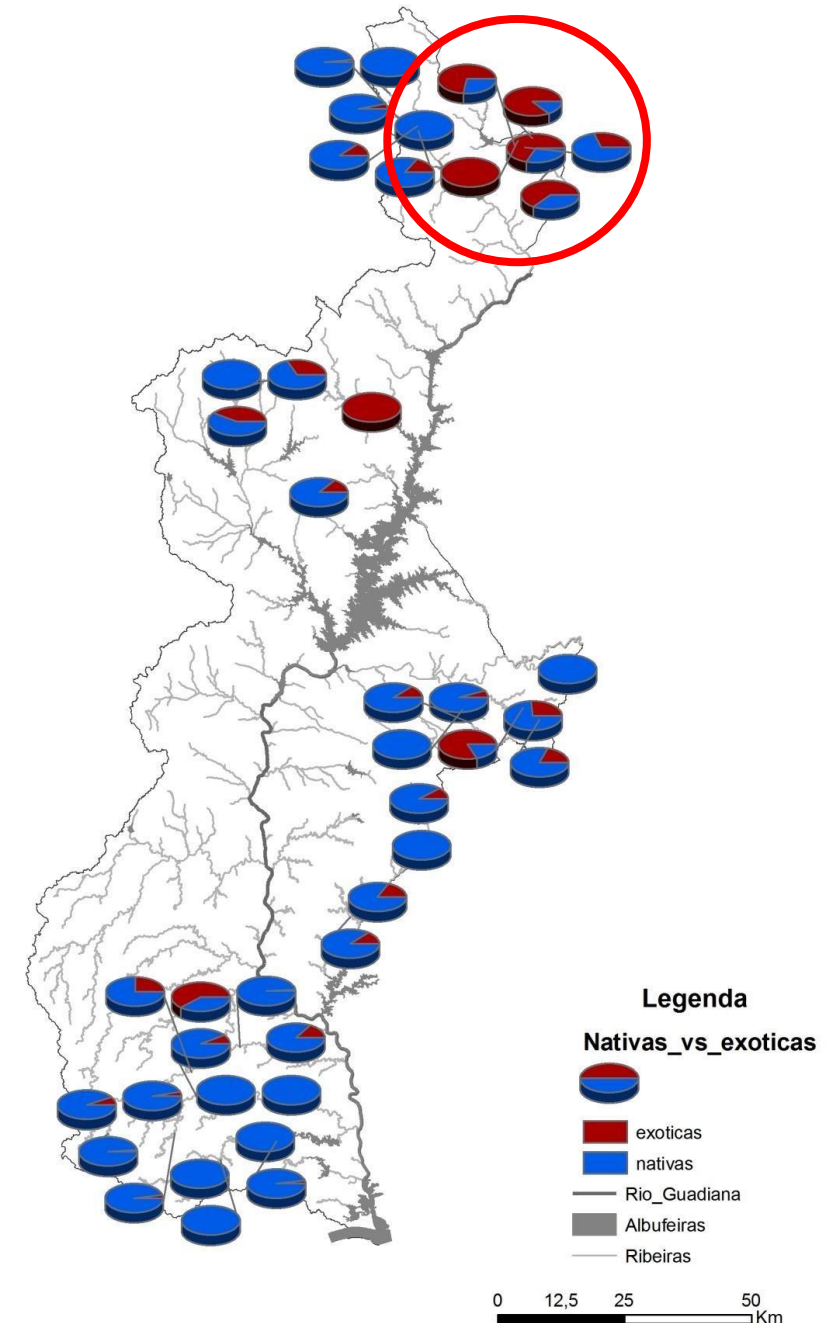 Legenda
Nativas_vs_exoticas
exoticas
nativas
Rio_Guadiana
Albufeiras
Ribeiras
0 12,5 25 50
Km